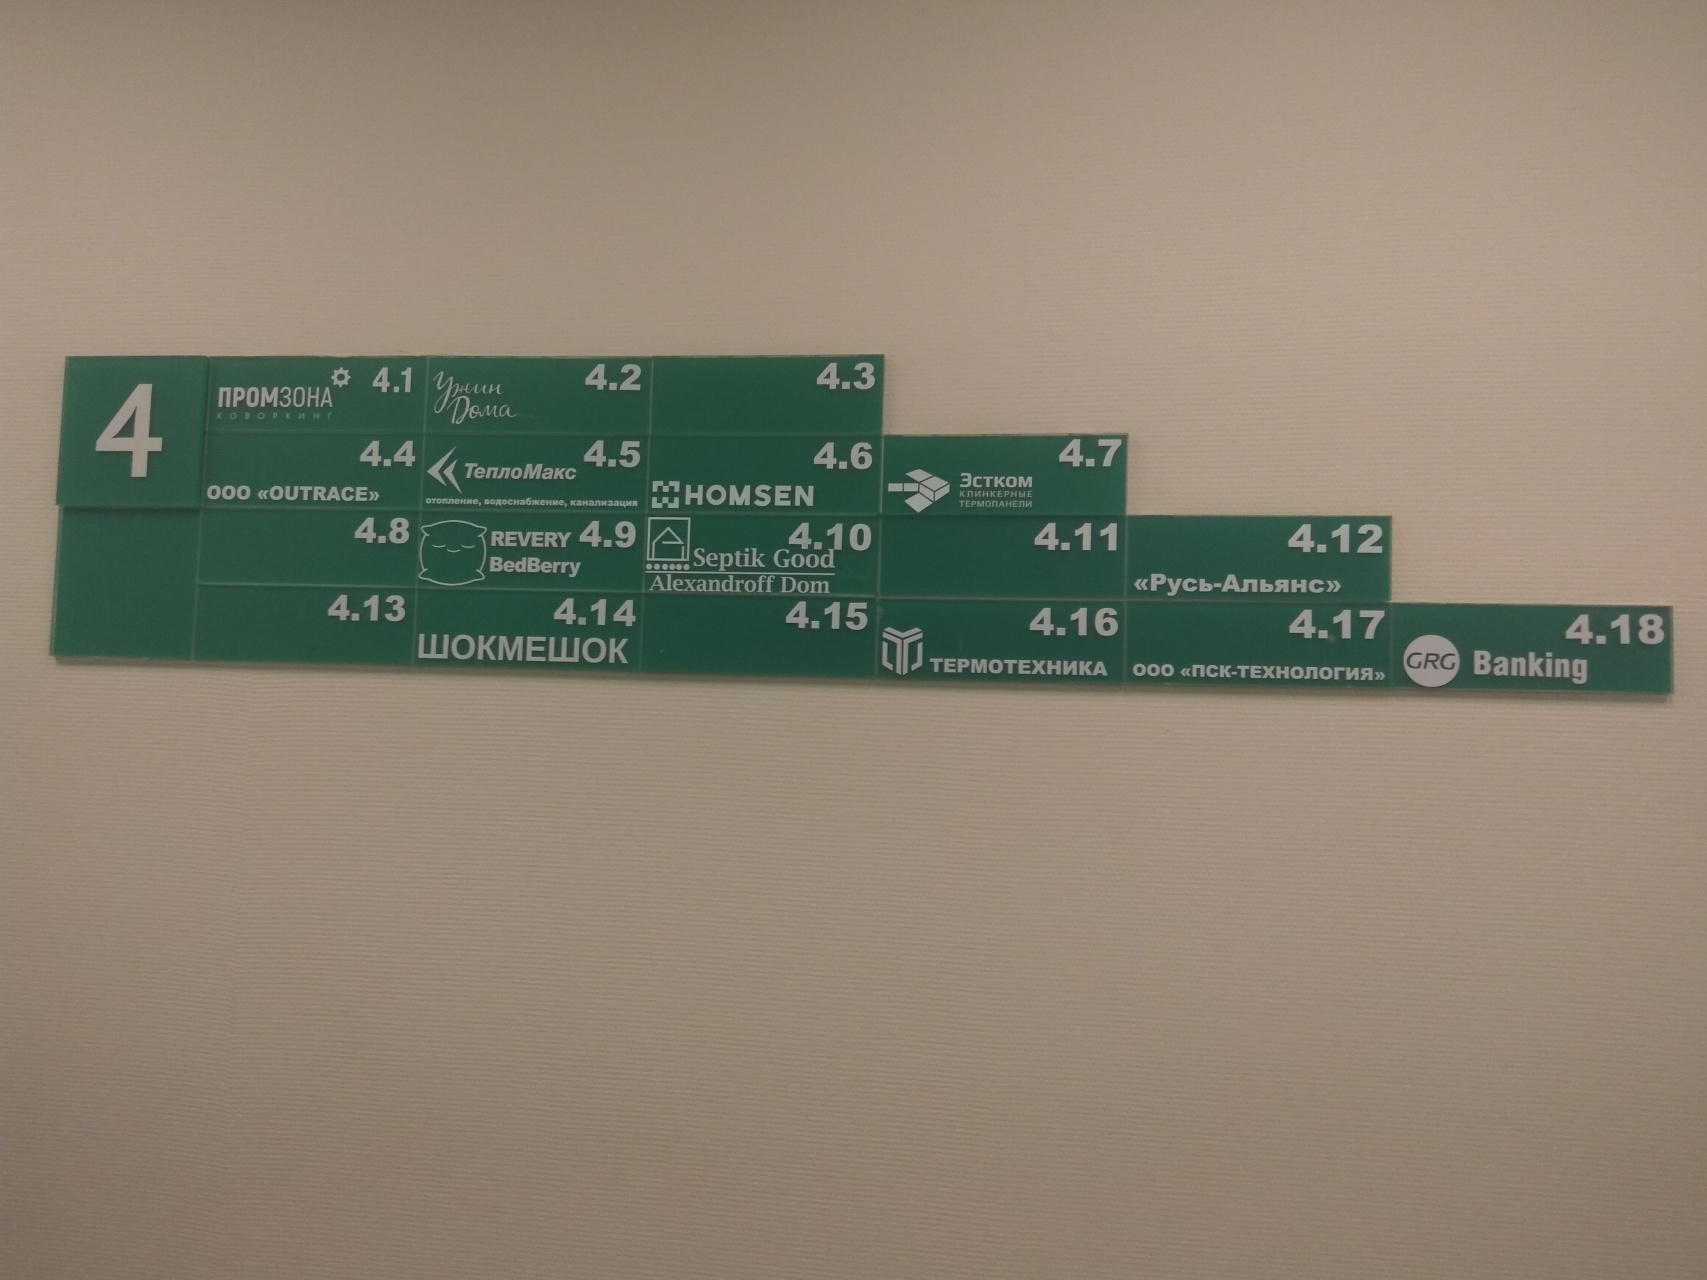 4
ПРОМЗОНА 4.1
КОВОРКИНГ
Ужин 4.2
Дома
4.3
4.4
ООО «OUTRACE»
ТеплоМакс 4.5
отопление, водоснабжение, канализация
4.6
HOMSEN
4.7
Эстком
КЛИНКЕРНЫЕ
ТЕРМОПАНЕЛИ
4.8
REVERY 4.9
BedBerry
4.10
Septik Good
Alexandroff Dom
4.11
4.12
«Русь-Альянс»
4.13
4.14
ШОКМЕШОК
4.15
4.16
ТЕРМОТЕХНИКА
4.17
ООО «ПСК-ТЕХНОЛОГИЯ»
4.18
GRG Banking